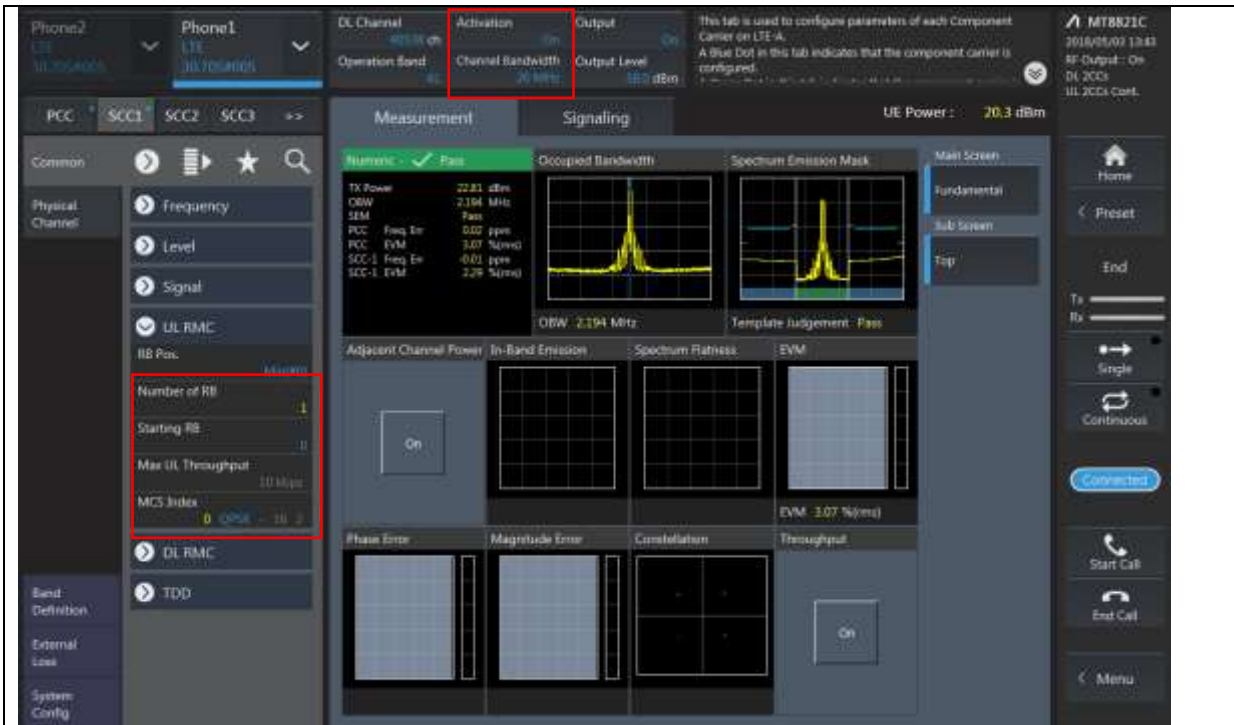 Phone2
LTE
Phone1
LTE
DL Channel
ch
Operation Band
Activation
On
Channel Bandwidth
20 MHz
Output
On
Output Level
dBm
This tab is used to configure parameters of each Component
Carrier on LTE-A.
A Blue Dot in this tab indicates that the component carrier is
configured.
MT8821C
2018/05/03 13:43
RF Output : On
DL 2CCs
UL 2CCs Cont.
PCC
SCC1
SCC2
SCC3
>>
Measurement
Signaling
UE Power : 20.3 dBm
Common
Physical
Channel
Frequency
Level
Signal
UL RMC
RB Pos.
Number of RB
1
Starting RB
0
Max UL Throughput
MCS Index
0 QPSK
DL RMC
TDD
Band
Definition
External
Loss
System
Config
Numeric - Pass
TX Power 22.81 dBm
OBW 2.194 MHz
SEM Pass
PCC Freq. Err 0.02 ppm
PCC EVM 3.07 %(rms)
SCC-1 Freq. Err -0.01 ppm
SCC-1 EVM 2.29 %(rms)
Occupied Bandwidth
OBW 2.194 MHz
Spectrum Emission Mask
Template Judgement Pass
Main Screen
Fundamental
Sub Screen
Top
Adjacent Channel Power
On
In-Band Emission
Spectrum Flatness
EVM
EVM 3.07 %(rms)
Phase Error
Magnitude Error
Constellation
Throughput
On
Home
Preset
End
Tx
Rx
Single
Continuous
Connected
Start Call
End Call
Menu